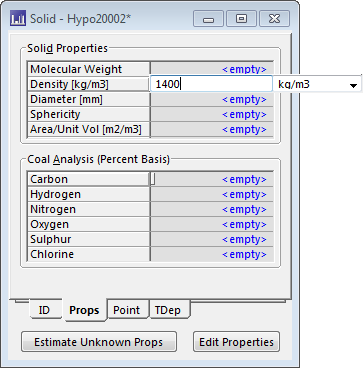 Solid - Hypo20002*
Solid Properties
Molecular Weight <empty>
Density [kg/m3] 1400 kg/m3
Diameter [mm] <empty>
Sphericity <empty>
Area/Unit Vol [m2/m3] <empty>
Coal Analysis (Percent Basis)
Carbon <empty>
Hydrogen <empty>
Nitrogen <empty>
Oxygen <empty>
Sulphur <empty>
Chlorine <empty>
ID Props Point TDep
Estimate Unknown Props Edit Properties